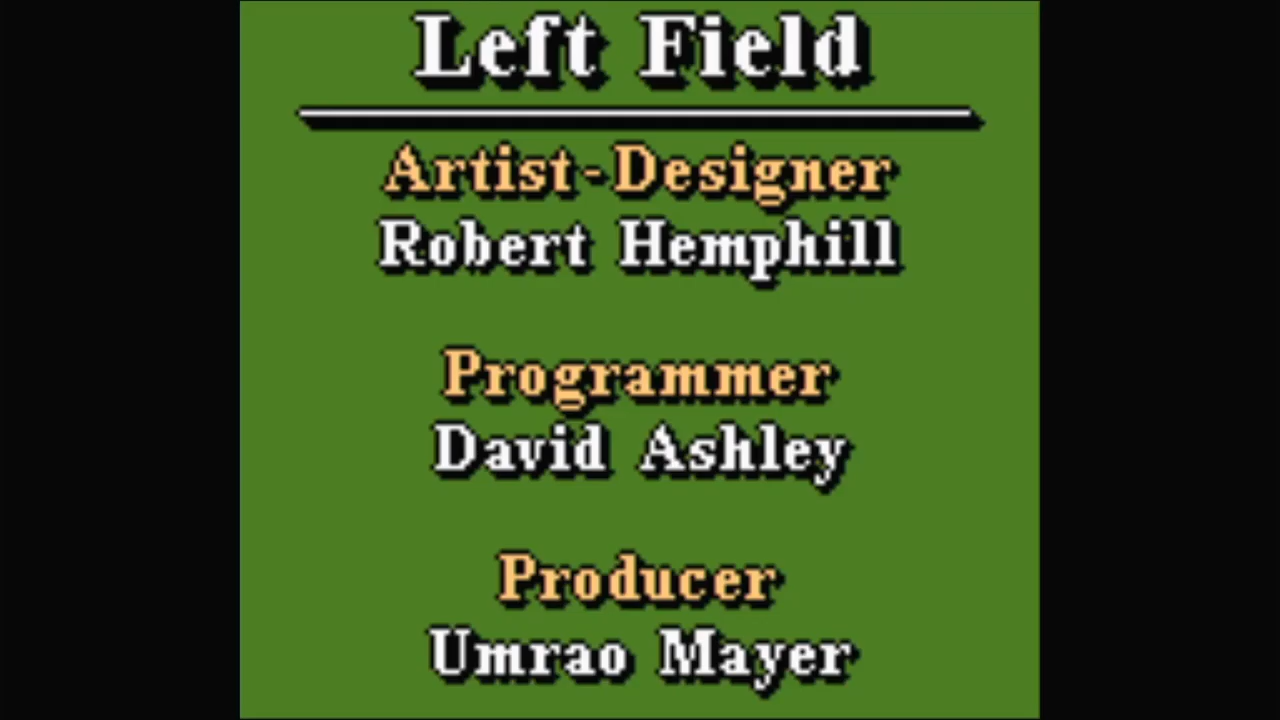 Left Field
Artist-Designer
Robert Hemphill
Programmer
David Ashley
Producer
Umrao Mayer